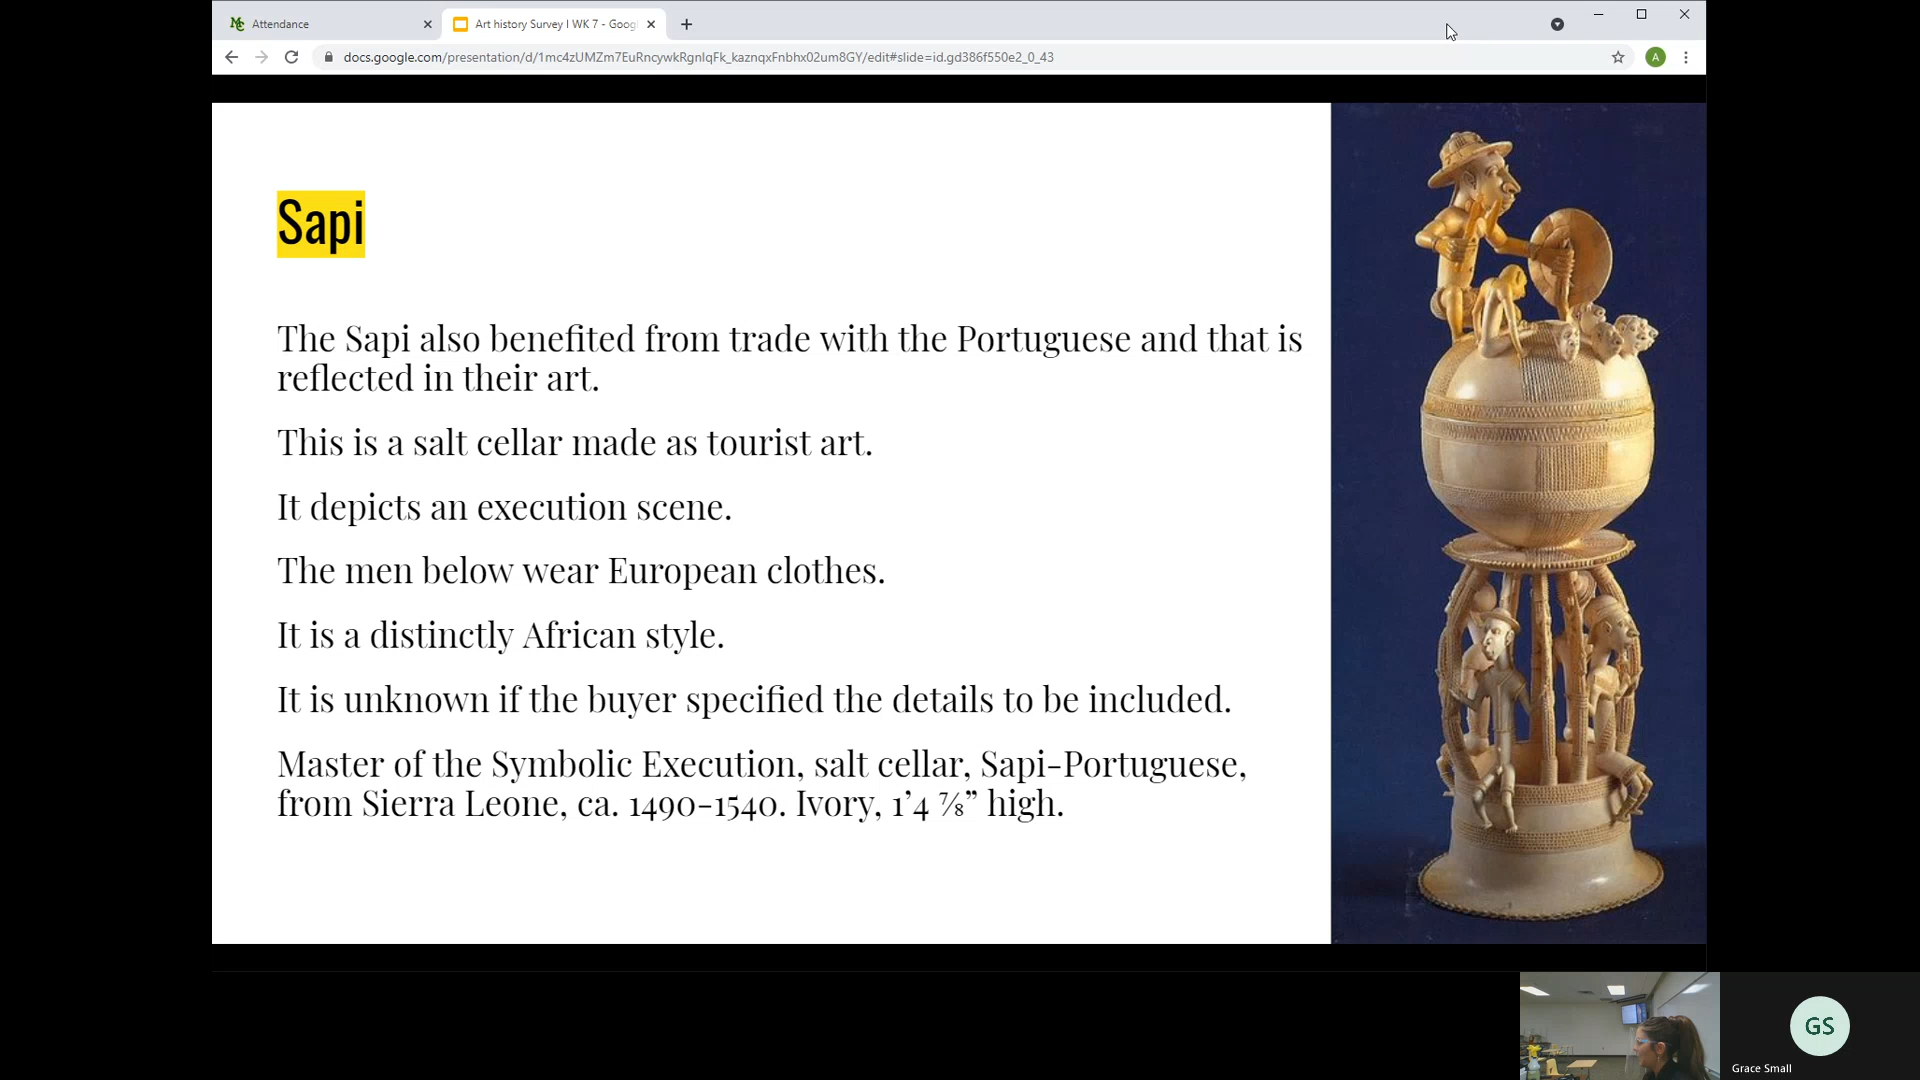 Attendance
Art history Survey I WK 7 - Goog
docs.google.com/presentation/d/1mc4zUMZm7EuRncywkRgnIqFk_kaznqxFnbhx02um8GY/edit#slide=id.gd386f550e2_0_43
A
Sapi
The Sapi also benefited from trade with the Portuguese and that is
reflected in their art.
This is a salt cellar made as tourist art.
It depicts an execution scene.
The men below wear European clothes.
It is a distinctly African style.
It is unknown if the buyer specified the details to be included.
Master of the Symbolic Execution, salt cellar, Sapi-Portuguese,
from Sierra Leone, ca. 1490-1540. Ivory, 1’4 ⅞” high.
GS
Grace Small